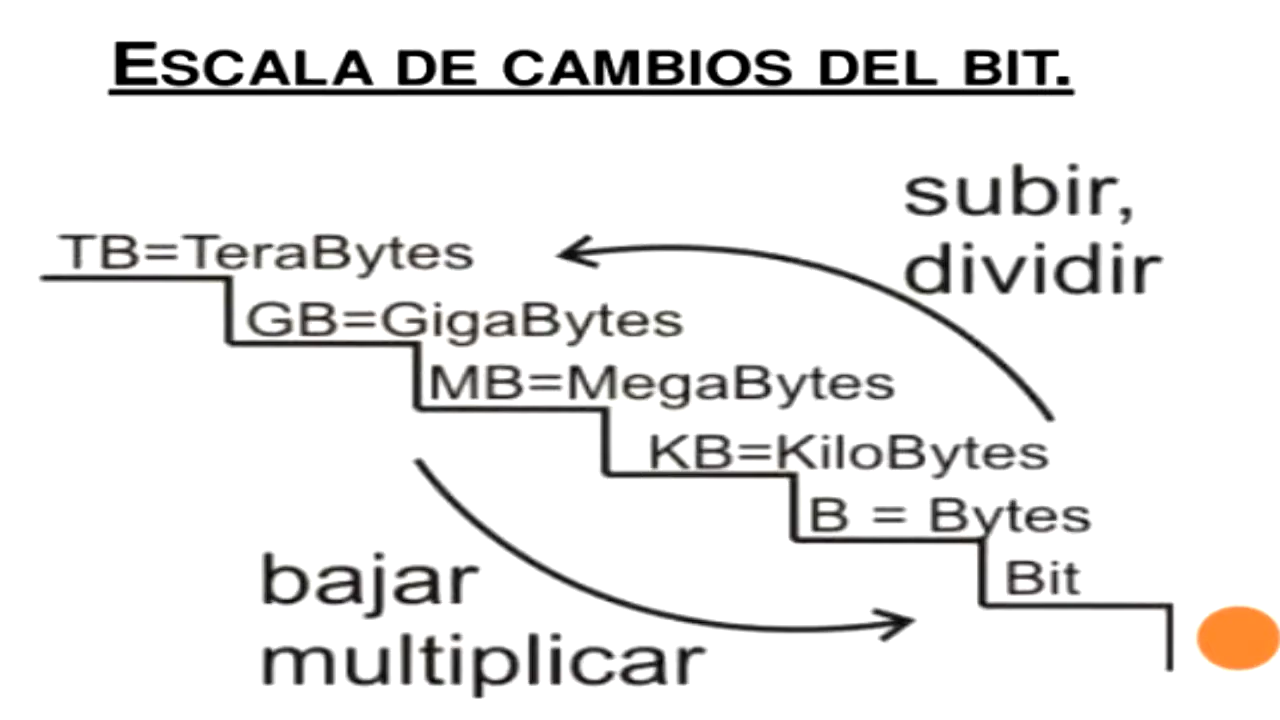 ESCALA DE CAMBIOS DEL BIT.
subir,
dividir
TB=TeraBytes
GB=GigaBytes
MB=MegaBytes
KB=KiloBytes
B = Bytes
Bit
bajar
multiplicar